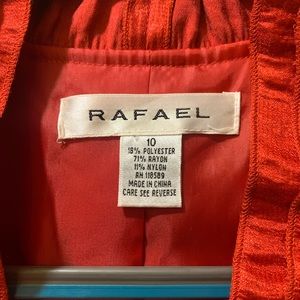 RAFAEL
10
18% POLYESTER
71% RAYON
11% NYLON
RN 118589
MADE IN CHINA
CARE SEE REVERSE